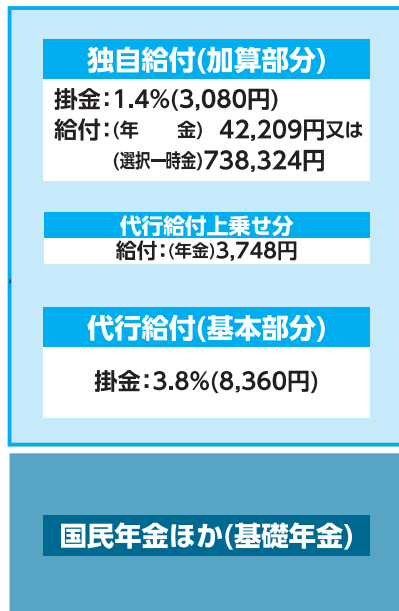 独自給付(加算部分)
掛金:1.4%(3,080円)
給付:(年　金) 42,209円又は
(選択一時金)738,324円
代行給付上乗せ分
給付:(年金)3,748円
代行給付(基本部分)
掛金:3.8%(8,360円)
国民年金ほか(基礎年金)